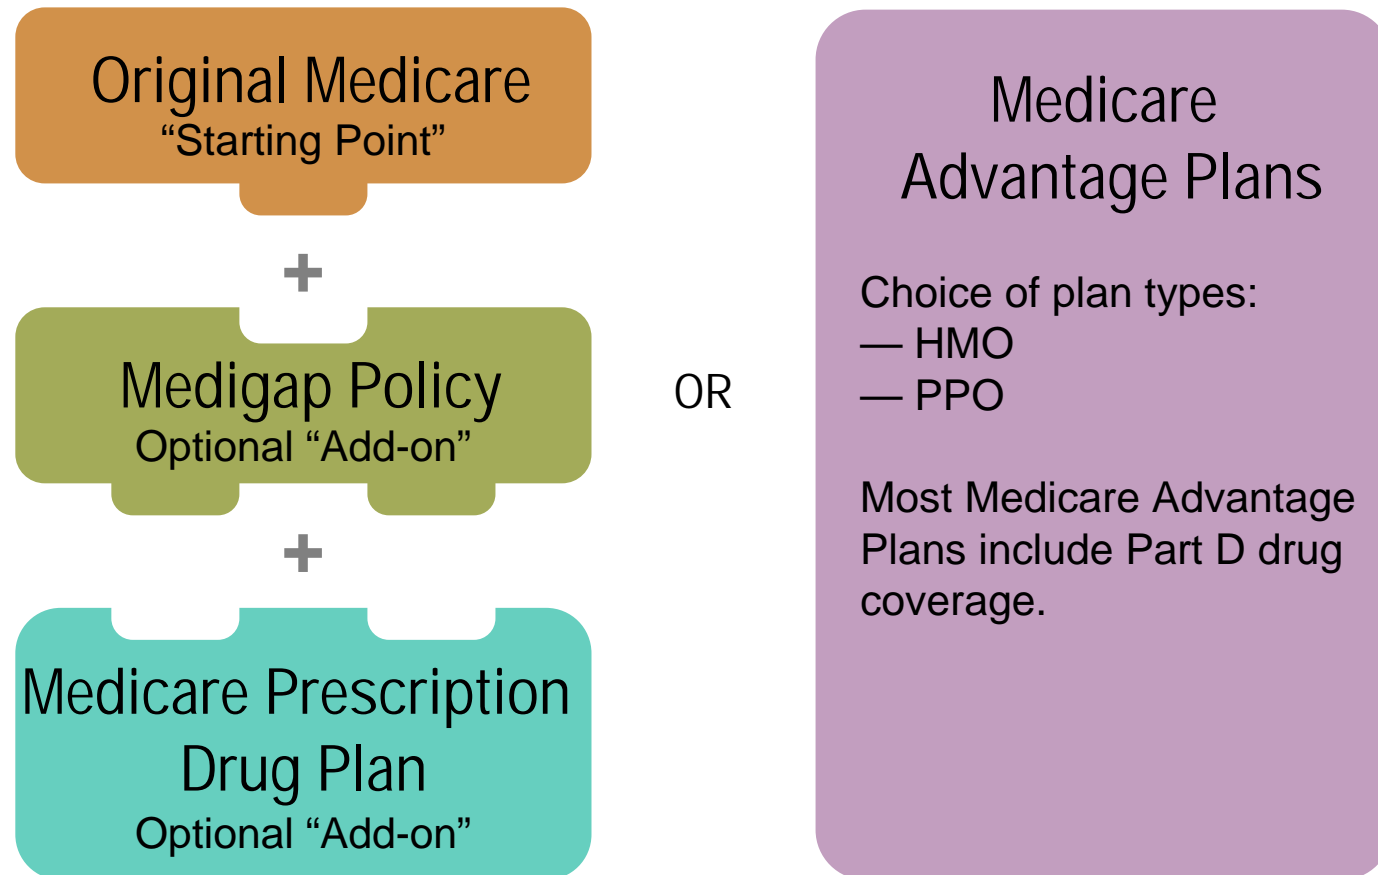 Original Medicare
“Starting Point”
+
Medigap Policy
Optional “Add-on”
+
Medicare Prescription
Drug Plan
Optional “Add-on”
OR
Medicare
Advantage Plans
Choice of plan types:
— HMO
— PPO
Most Medicare Advantage
Plans include Part D drug
coverage.